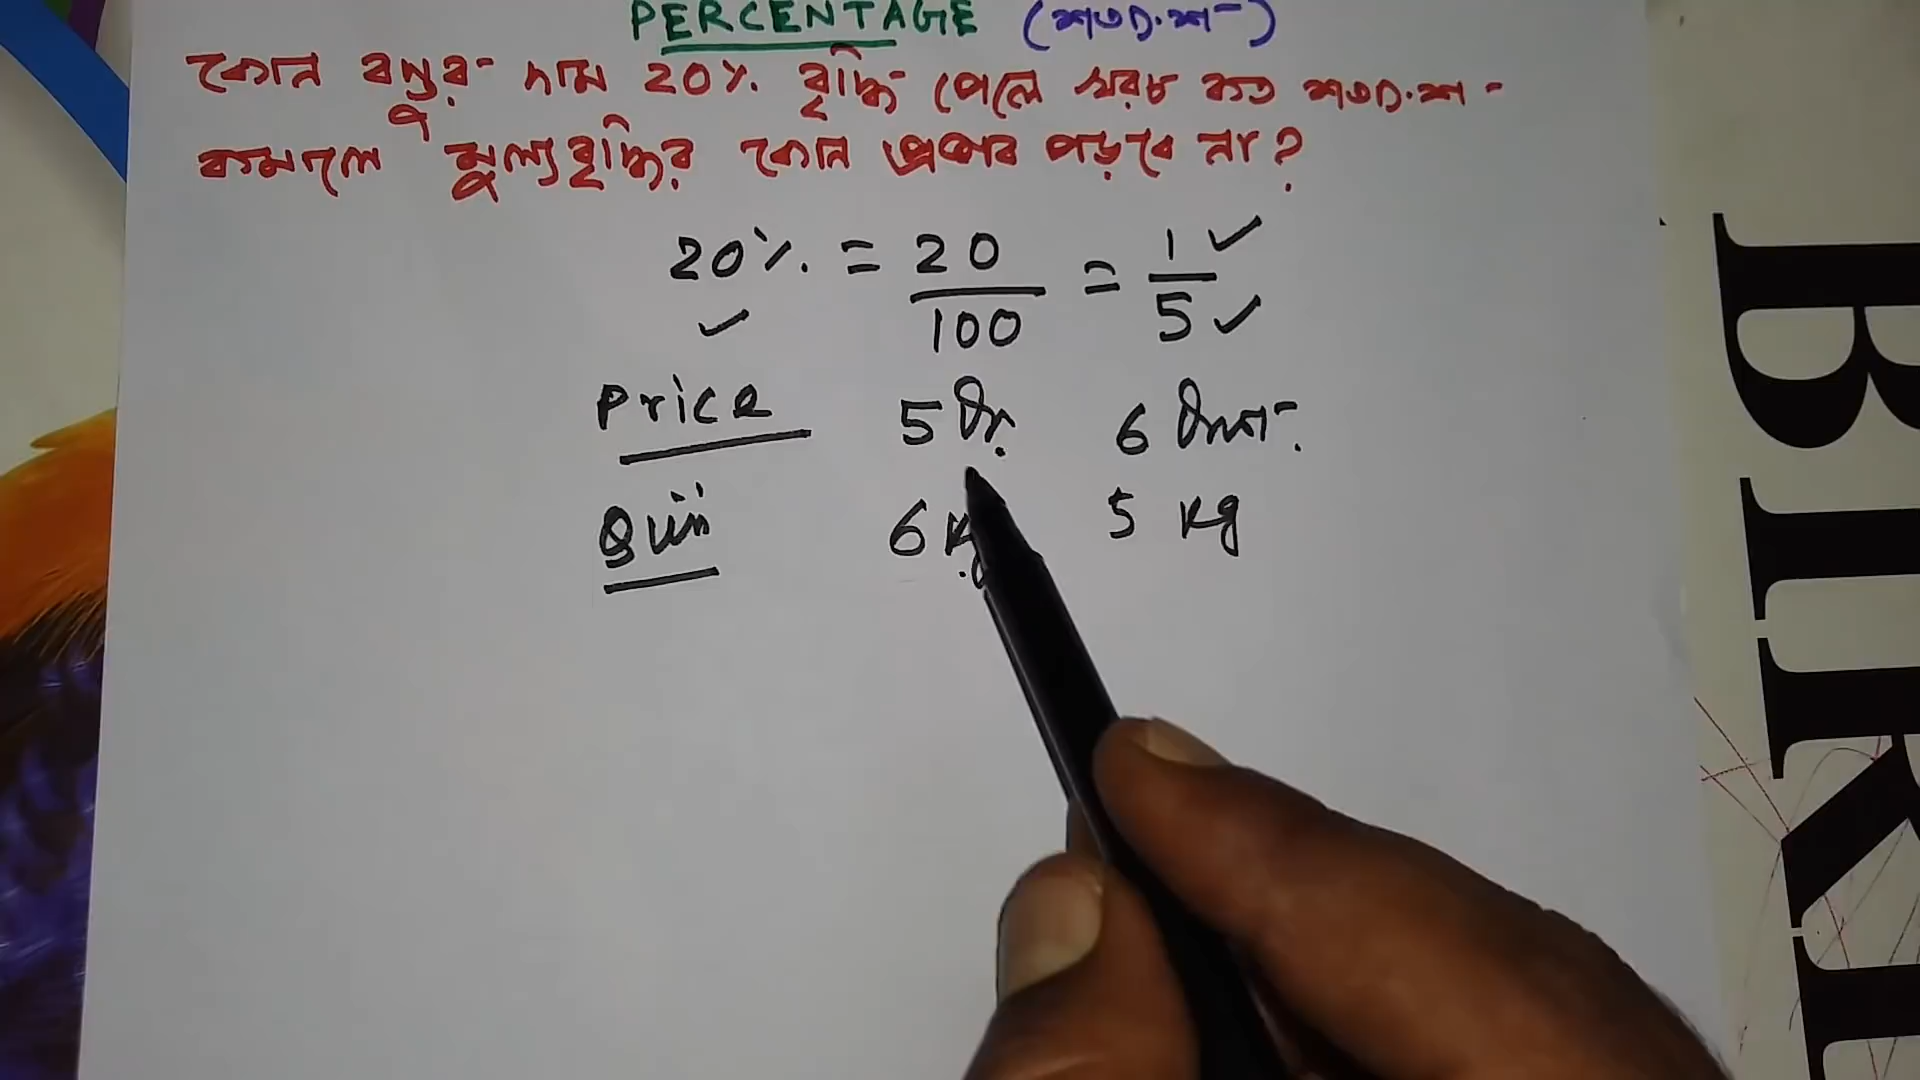 PERCENTAGE (শতাংশ)
কোন বস্তুর দাম 20% বৃদ্ধি পেলে খরচ কত শতাংশ
কমালে মুল্যবৃদ্ধির কোন প্রভাব পড়বে না?
20% = 20/100 = 1/5
Price 5 টা. 6 টাকা.
6 kg 5 kg